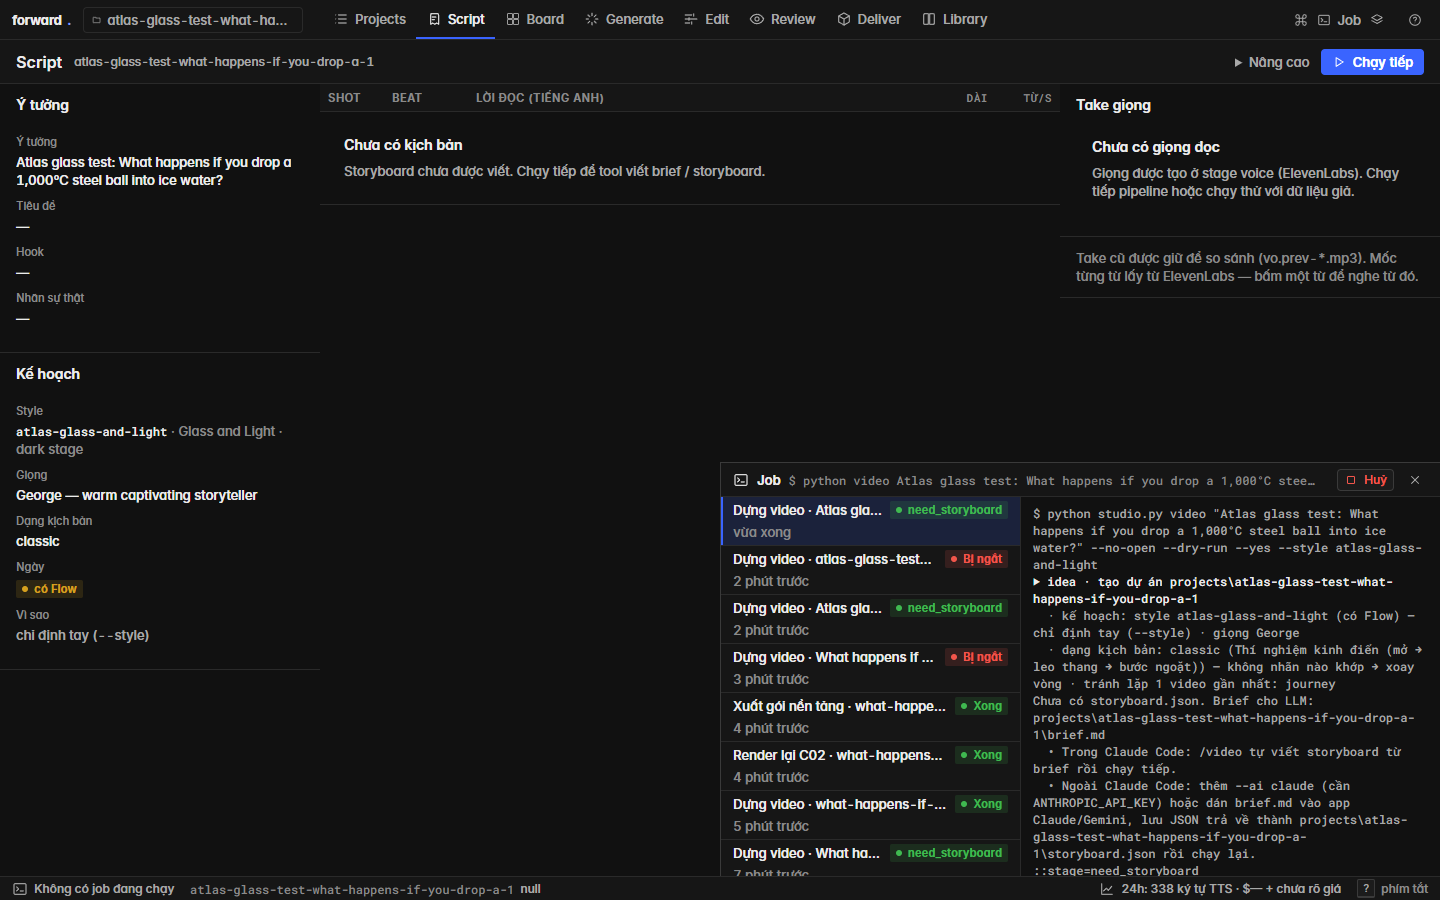 forward .
atlas-glass-test-what-ha...
Projects
Script
Board
Generate
Edit
Review
Deliver
Library
Job
Script
atlas-glass-test-what-happens-if-you-drop-a-1
Nâng cao
Chạy tiếp
Ý tưởng
Ý tưởng
Atlas glass test: What happens if you drop a
1,000°C steel ball into ice water?
Tiêu đề
—
Hook
—
Nhãn sự thật
—
Kế hoạch
Style
atlas-glass-and-light · Glass and Light ·
dark stage
Giọng
George — warm captivating storyteller
Dạng kịch bản
classic
Ngày
có Flow
Vì sao
chỉ định tay (--style)
SHOT
BEAT
LỜI ĐỌC (TIẾNG ANH)
DÀI
TỪ/S
Chưa có kịch bản
Storyboard chưa được viết. Chạy tiếp để tool viết brief / storyboard.
Take giọng
Chưa có giọng đọc
Giọng được tạo ở stage voice (ElevenLabs). Chạy
tiếp pipeline hoặc chạy thử với dữ liệu giả.
Take cũ được giữ để so sánh (vo.prev-*.mp3). Mốc
từng từ lấy từ ElevenLabs — bấm một từ để nghe từ đó.
Job
$ python video Atlas glass test: What happens if you drop a 1,000°C stee…
Huỷ
Dựng video · Atlas gla...
need_storyboard
vừa xong
Dựng video · atlas-glass-test...
Bị ngắt
2 phút trước
Dựng video · Atlas gla...
need_storyboard
2 phút trước
Dựng video · What happens if ...
Bị ngắt
3 phút trước
Xuất gói nền tảng · what-happe...
Xong
4 phút trước
Render lại C02 · what-happens...
Xong
4 phút trước
Dựng video · what-happens-if-...
Xong
5 phút trước
Dựng video · What ha...
need_storyboard
7 phút trước
$ python studio.py video "Atlas glass test: What
happens if you drop a 1,000°C steel ball into ice
water?" --no-open --dry-run --yes --style atlas-glass-
and-light
▶ idea · tạo dự án projects\atlas-glass-test-what-
happens-if-you-drop-a-1
· kế hoạch: style atlas-glass-and-light (có Flow) —
chỉ định tay (--style) · giọng George
· dạng kịch bản: classic (Thí nghiệm kinh điển (mở →
leo thang → bước ngoặt)) — không nhãn nào khớp → xoay
vòng · tránh lặp 1 video gần nhất: journey
Chưa có storyboard.json. Brief cho LLM:
projects\atlas-glass-test-what-happens-if-you-drop-a-
1\brief.md
• Trong Claude Code: /video tự viết storyboard từ
brief rồi chạy tiếp.
• Ngoài Claude Code: thêm --ai claude (cần
ANTHROPIC_API_KEY) hoặc dán brief.md vào app
Claude/Gemini, lưu JSON trả về thành projects\atlas-
glass-test-what-happens-if-you-drop-a-
1\storyboard.json rồi chạy lại.
::stage=need_storyboard
Không có job đang chạy
atlas-glass-test-what-happens-if-you-drop-a-1 null
24h: 338 ký tự TTS · $— + chưa rõ giá
? phím tắt